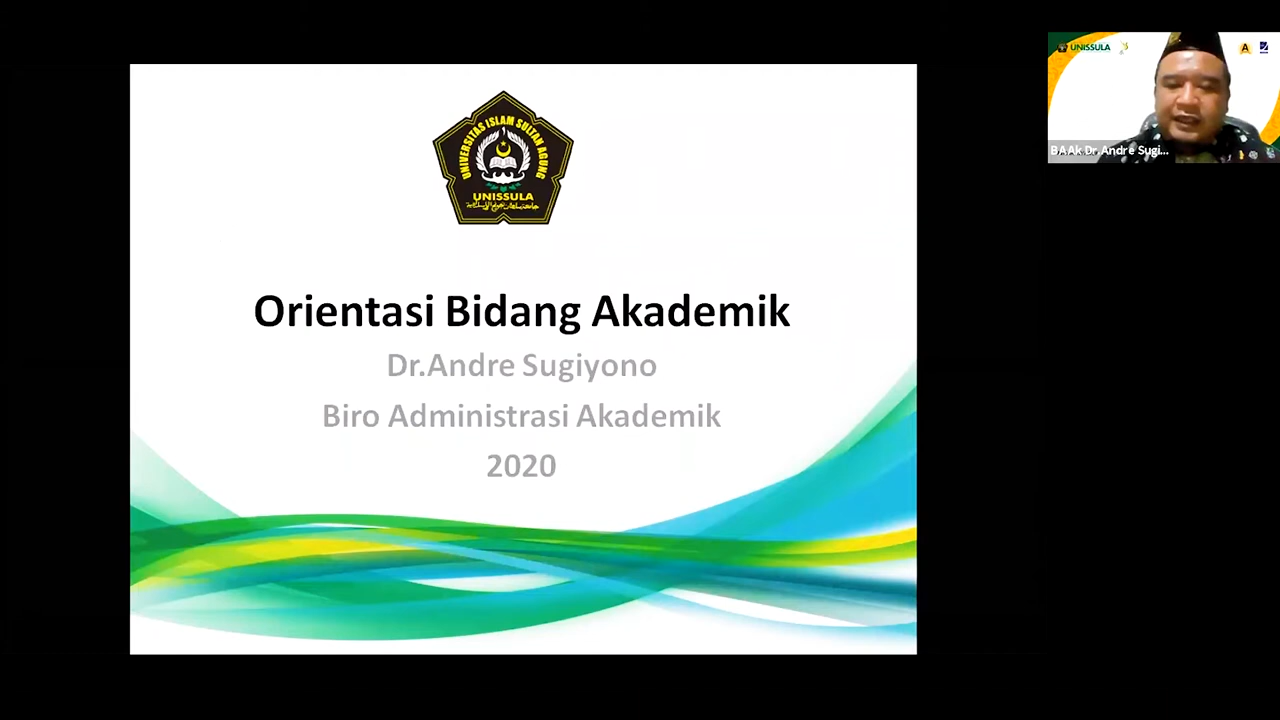 UNIVERSITAS ISLAM SULTAN AGUNG
UNISSULA
Orientasi Bidang Akademik
Dr.Andre Sugiyono
Biro Administrasi Akademik
2020
UNISSULA
A
BAAk Dr.Andre Sugi...